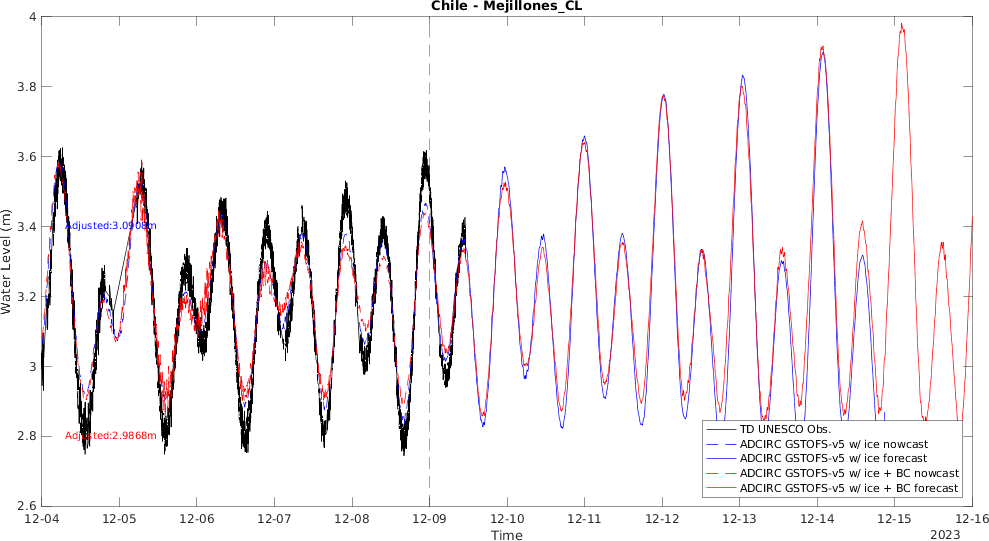 Chile - Mejillones_CL
Water Level (m)
4
3.8
3.6
3.4
3.2
3
2.8
2.6
Adjusted:3.0908m
Adjusted:2.9868m
TD UNESCO Obs.
ADCIRC GSTOFS-v5 w/ ice nowcast
ADCIRC GSTOFS-v5 w/ ice forecast
ADCIRC GSTOFS-v5 w/ ice + BC nowcast
ADCIRC GSTOFS-v5 w/ ice + BC forecast
12-04 12-05 12-06 12-07 12-08 12-09 12-10 12-11 12-12 12-13 12-14 12-15 12-16
Time
2023